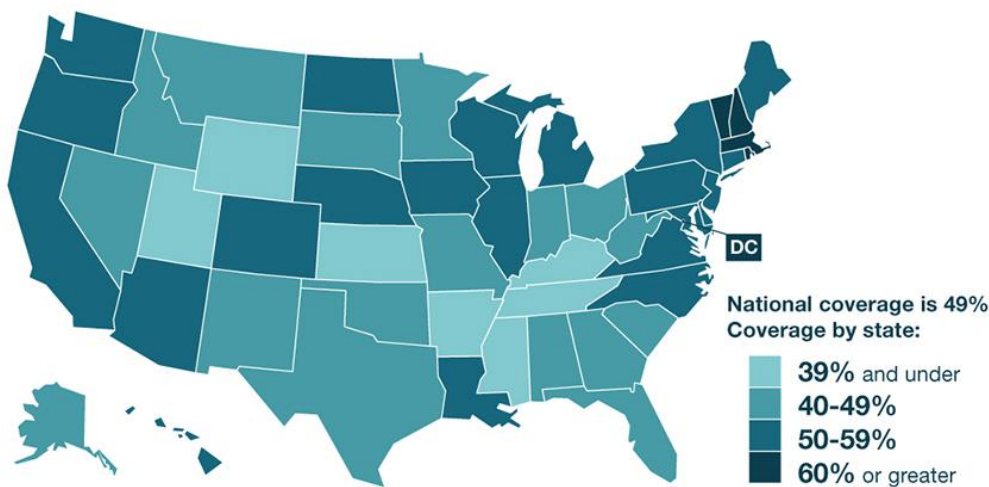 DC
National coverage is 49%
Coverage by state:
39% and under
40-49%
50-59%
60% or greater